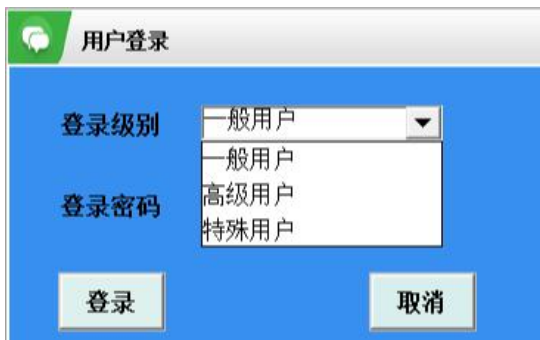 用户登录
登录级别 一般用户
一般用户
高级用户
登录密码
特殊用户
登录 取消